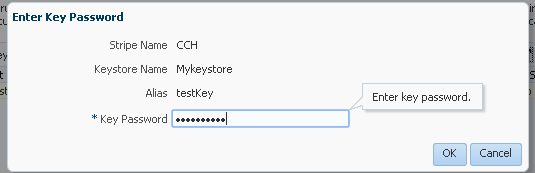 Enter Key Password
Stripe Name CCH
Keystore Name Mykeystore
Alias testKey
* Key Password ••••••••••
Enter key password.
OK Cancel